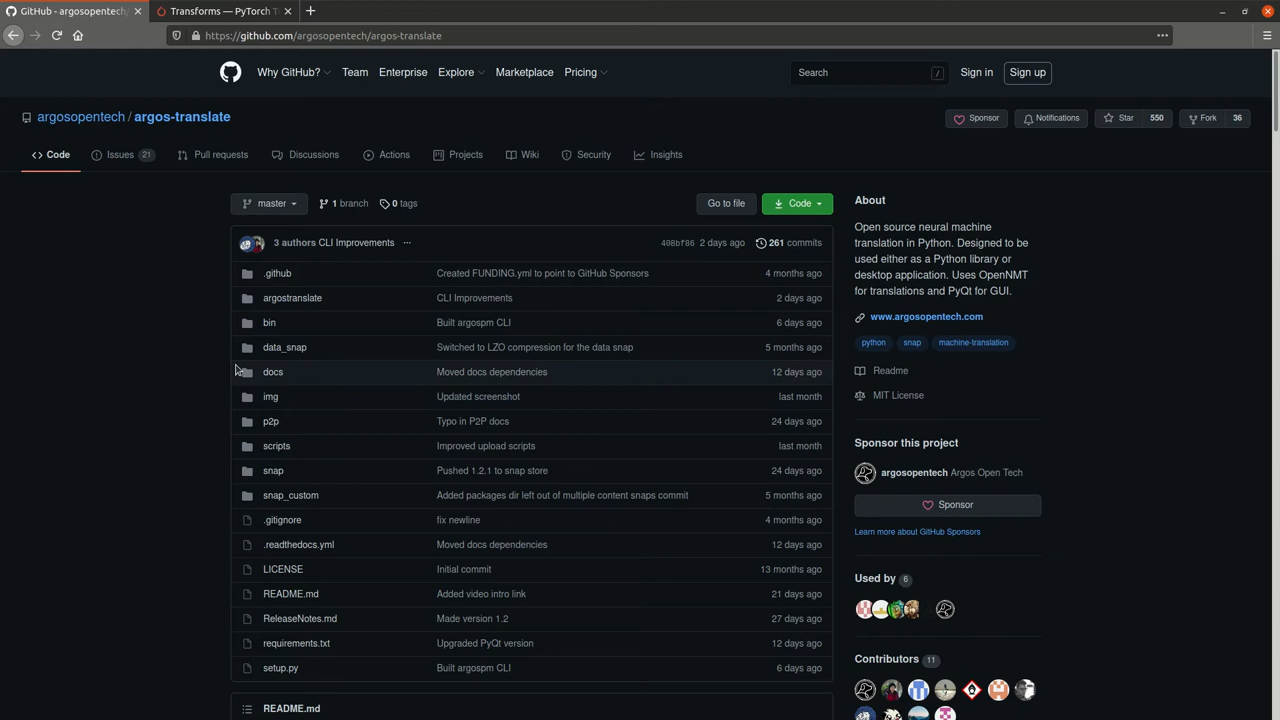 GitHub - argosopentech/
Transforms — PyTorch T
https://github.com/argosopentech/argos-translate
Why GitHub?
Team
Enterprise
Explore
Marketplace
Pricing
Search
/
Sign in
Sign up
argosopentech / argos-translate
Sponsor
Notifications
Star 550
Fork 36
Code
Issues 21
Pull requests
Discussions
Actions
Projects
Wiki
Security
Insights
master
1 branch
0 tags
Go to file
Code
3 authors CLI Improvements ...
408bf86 2 days ago
261 commits
.github Created FUNDING.yml to point to GitHub Sponsors 4 months ago
argostranslate CLI Improvements 2 days ago
bin Built argospm CLI 6 days ago
data_snap Switched to LZO compression for the data snap 5 months ago
docs Moved docs dependencies 12 days ago
img Updated screenshot last month
p2p Typo in P2P docs 24 days ago
scripts Improved upload scripts last month
snap Pushed 1.2.1 to snap store 24 days ago
snap_custom Added packages dir left out of multiple content snaps commit 5 months ago
.gitignore fix newline 4 months ago
.readthedocs.yml Moved docs dependencies 12 days ago
LICENSE Initial commit 13 months ago
README.md Added video intro link 21 days ago
ReleaseNotes.md Made version 1.2 27 days ago
requirements.txt Upgraded PyQt version 12 days ago
setup.py Built argospm CLI 6 days ago
README.md
About
Open source neural machine
translation in Python. Designed to
be used either as a Python library or
desktop application. Uses OpenNMT
for translations and PyQt for GUI.
www.argosopentech.com
python
snap
machine-translation
Readme
MIT License
Sponsor this project
argosopentech Argos Open Tech
Sponsor
Learn more about GitHub Sponsors
Used by 6
Contributors 11